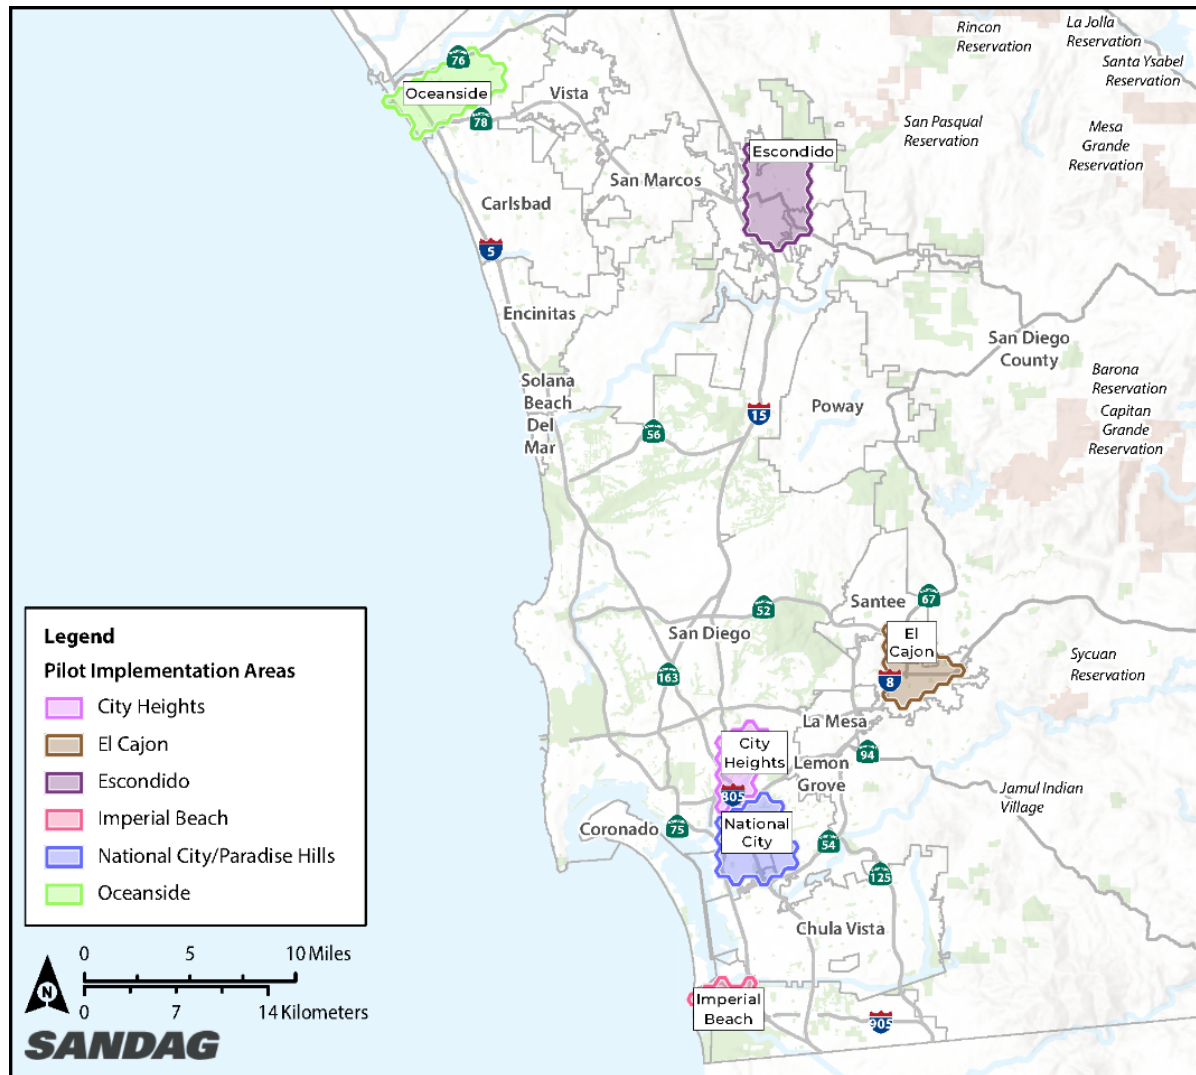 Rincon
Reservation
La Jolla
Reservation
Santa Ysabel
Reservation
76
Oceanside
Vista
78
San Pasqual
Reservation
Mesa
Grande
Reservation
Escondido
San Marcos
Carlsbad
5
Encinitas
San Diego
County
Solana
Beach
Del
Mar
Barona
Reservation
Poway
15
56
Capitan
Grande
Reservation
Santee
67
52
San Diego
El
Cajon
Sycuan
Reservation
163
8
La Mesa
City
Heights
94
Lemon
Grove
805
Jamul Indian
Village
Coronado
75
National
City
54
125
Chula Vista
Imperial
Beach
905
Legend
Pilot Implementation Areas
City Heights
El Cajon
Escondido
Imperial Beach
National City/Paradise Hills
Oceanside
0 5 10 Miles
N
0 7 14 Kilometers
SANDAG